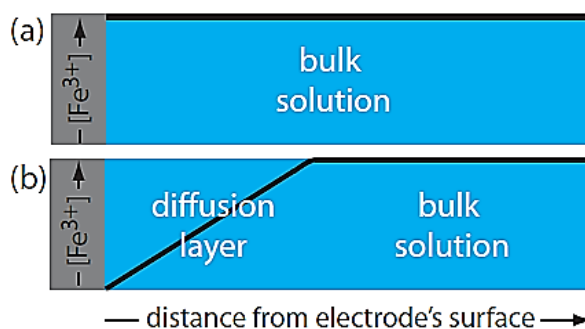 (a)
[Fe³⁺]
bulk
solution
(b)
[Fe³⁺]
diffusion
layer
bulk
solution
distance from electrode's surface